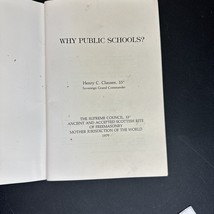 WHY PUBLIC SCHOOLS?
Henry C. Clausen, 33°
Sovereign Grand Commander
THE SUPREME COUNCIL, 33°
ANCIENT AND ACCEPTED SCOTTISH RITE
OF FREEMASONRY
MOTHER JURISDICTION OF THE WORLD
1979